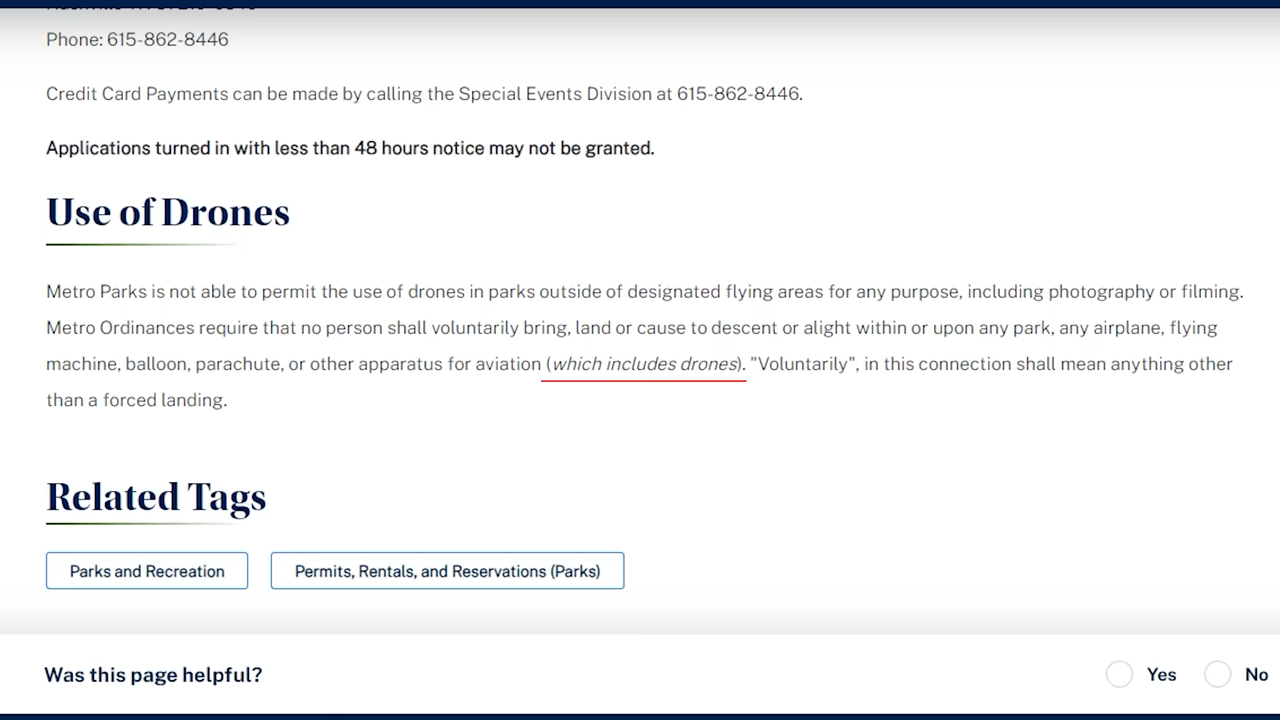 Phone: 615-862-8446
Credit Card Payments can be made by calling the Special Events Division at 615-862-8446.
Applications turned in with less than 48 hours notice may not be granted.
Use of Drones
Metro Parks is not able to permit the use of drones in parks outside of designated flying areas for any purpose, including photography or filming.
Metro Ordinances require that no person shall voluntarily bring, land or cause to descent or alight within or upon any park, any airplane, flying
machine, balloon, parachute, or other apparatus for aviation (which includes drones). "Voluntarily", in this connection shall mean anything other
than a forced landing.
Related Tags
Parks and Recreation
Permits, Rentals, and Reservations (Parks)
Was this page helpful?
Yes
No